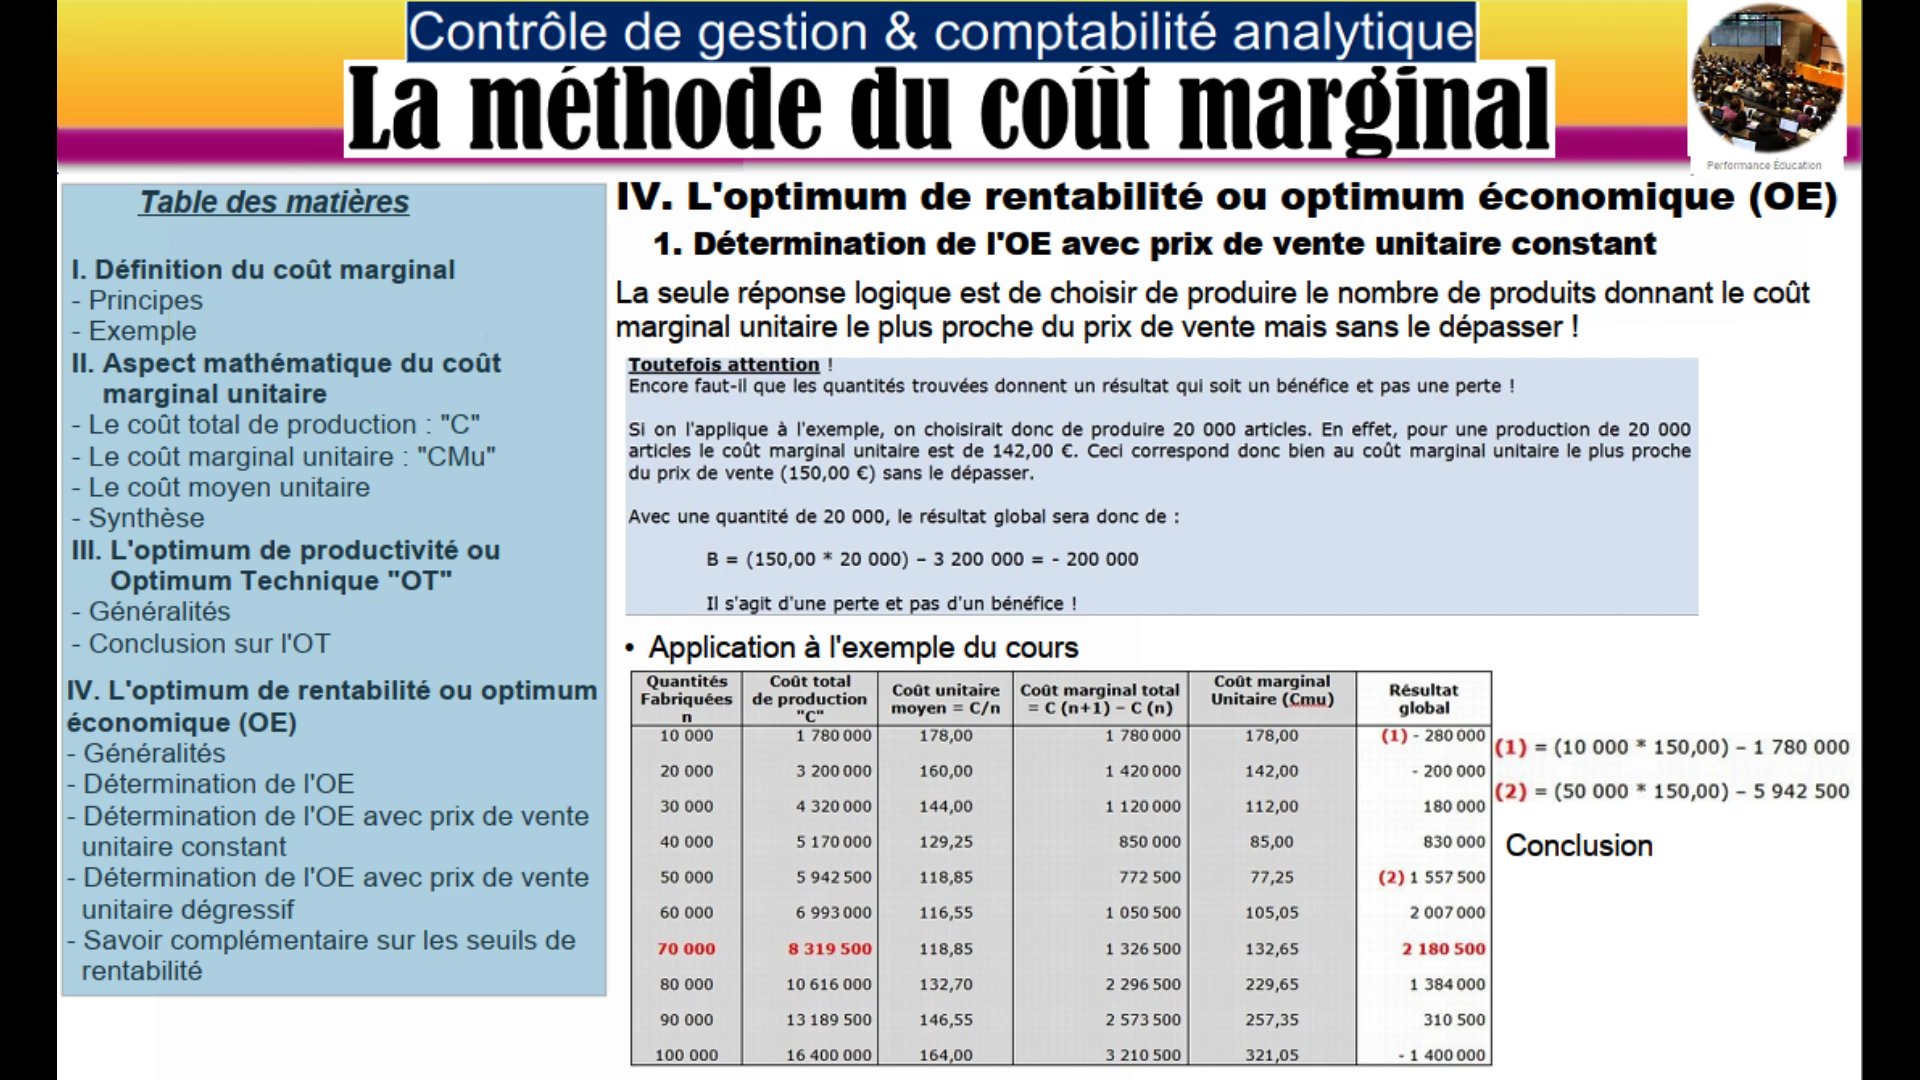 Contrôle de gestion & comptabilité analytique
La méthode du coût marginal
Performance Éducation
Table des matières
I. Définition du coût marginal
- Principes
- Exemple
II. Aspect mathématique du coût
marginal unitaire
- Le coût total de production : "C"
- Le coût marginal unitaire : "CMu"
- Le coût moyen unitaire
- Synthèse
III. L'optimum de productivité ou
Optimum Technique "OT"
- Généralités
- Conclusion sur l'OT
IV. L'optimum de rentabilité ou optimum
économique (OE)
- Généralités
- Détermination de l'OE
- Détermination de l'OE avec prix de vente
unitaire constant
- Détermination de l'OE avec prix de vente
unitaire dégressif
- Savoir complémentaire sur les seuils de
rentabilité
IV. L'optimum de rentabilité ou optimum économique (OE)
1. Détermination de l'OE avec prix de vente unitaire constant
La seule réponse logique est de choisir de produire le nombre de produits donnant le coût
marginal unitaire le plus proche du prix de vente mais sans le dépasser !
Toutefois attention !
Encore faut-il que les quantités trouvées donnent un résultat qui soit un bénéfice et pas une perte !
Si on l'applique à l'exemple, on choisirait donc de produire 20 000 articles. En effet, pour une production de 20 000
articles le coût marginal unitaire est de 142,00 €. Ceci correspond donc bien au coût marginal unitaire le plus proche
du prix de vente (150,00 €) sans le dépasser.
Avec une quantité de 20 000, le résultat global sera donc de :
B = (150,00 * 20 000) – 3 200 000 = - 200 000
Il s'agit d'une perte et pas d'un bénéfice !
• Application à l'exemple du cours
Quantités Fabriquées n | Coût total de production "C" | Coût unitaire moyen = C/n | Coût marginal total = C (n+1) – C (n) | Coût marginal Unitaire (Cmu) | Résultat global
10 000 1 780 000 178,00 1 780 000 178,00 (1) - 280 000
20 000 3 200 000 160,00 1 420 000 142,00 - 200 000
30 000 4 320 000 144,00 1 120 000 112,00 180 000
40 000 5 170 000 129,25 850 000 85,00 830 000
50 000 5 942 500 118,85 772 500 77,25 (2) 1 557 500
60 000 6 993 000 116,55 1 050 500 105,05 2 007 000
70 000 8 319 500 118,85 1 326 500 132,65 2 180 500
80 000 10 616 000 132,70 2 296 500 229,65 1 384 000
90 000 13 189 500 146,55 2 573 500 257,35 310 500
100 000 16 400 000 164,00 3 210 500 321,05 - 1 400 000
(1) = (10 000 * 150,00) – 1 780 000
(2) = (50 000 * 150,00) – 5 942 500
Conclusion